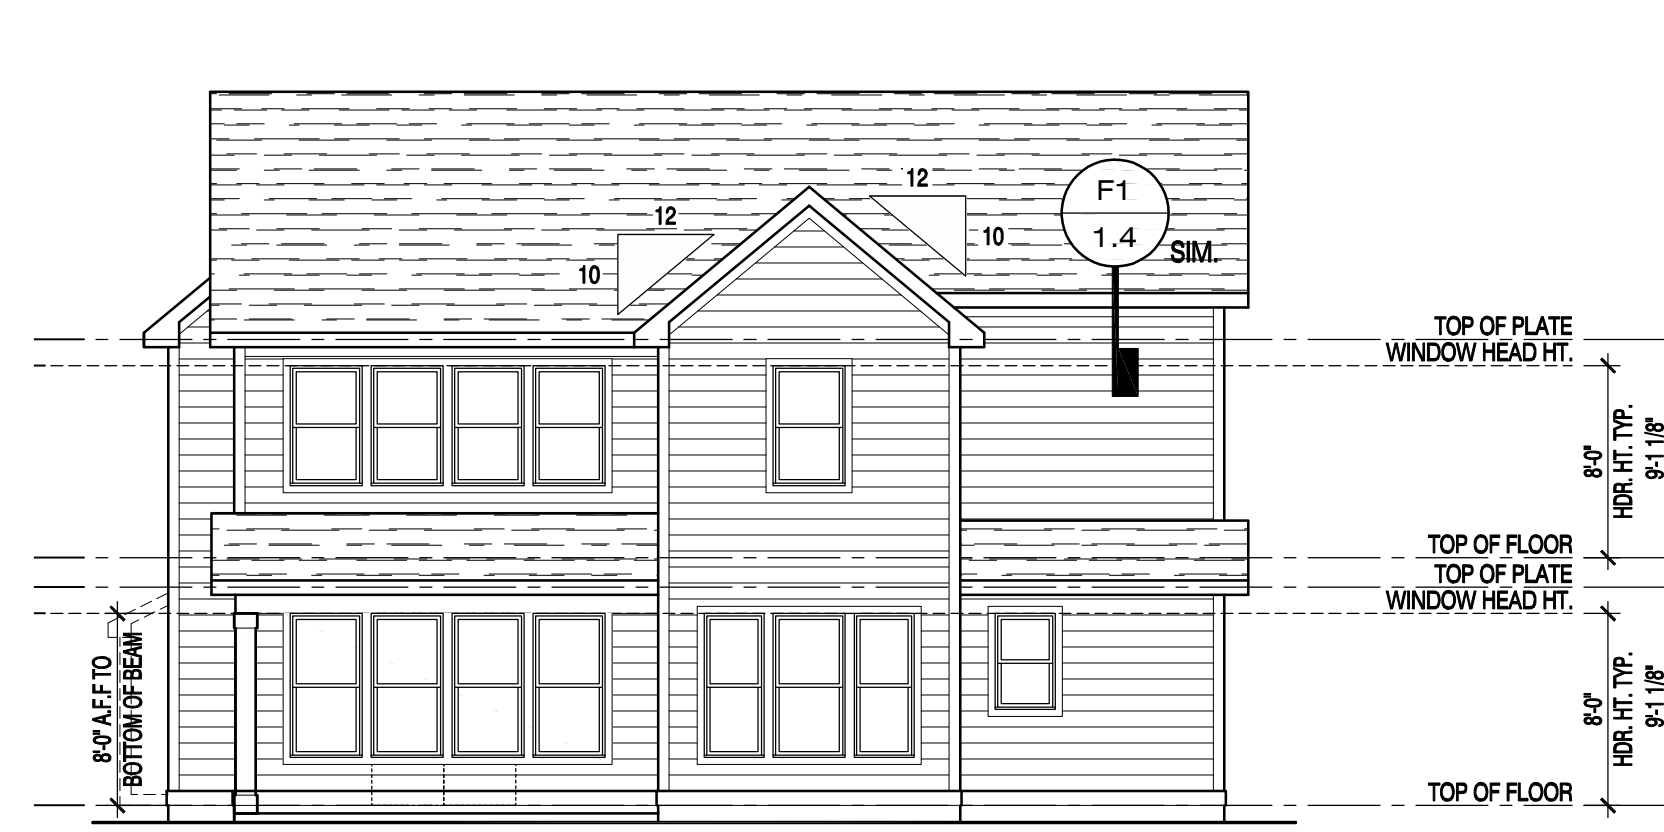 12
F1
12
1.4
10
SIM.
10
TOP OF PLATE
WINDOW HEAD HT.
8'-0"
HDR. HT. TYP.
9'-1 1/8"
TOP OF FLOOR
TOP OF PLATE
WINDOW HEAD HT.
8'-0" A.F.F TO
BOTTOM OF BEAM
8'-0"
HDR. HT. TYP.
9'-1 1/8"
TOP OF FLOOR